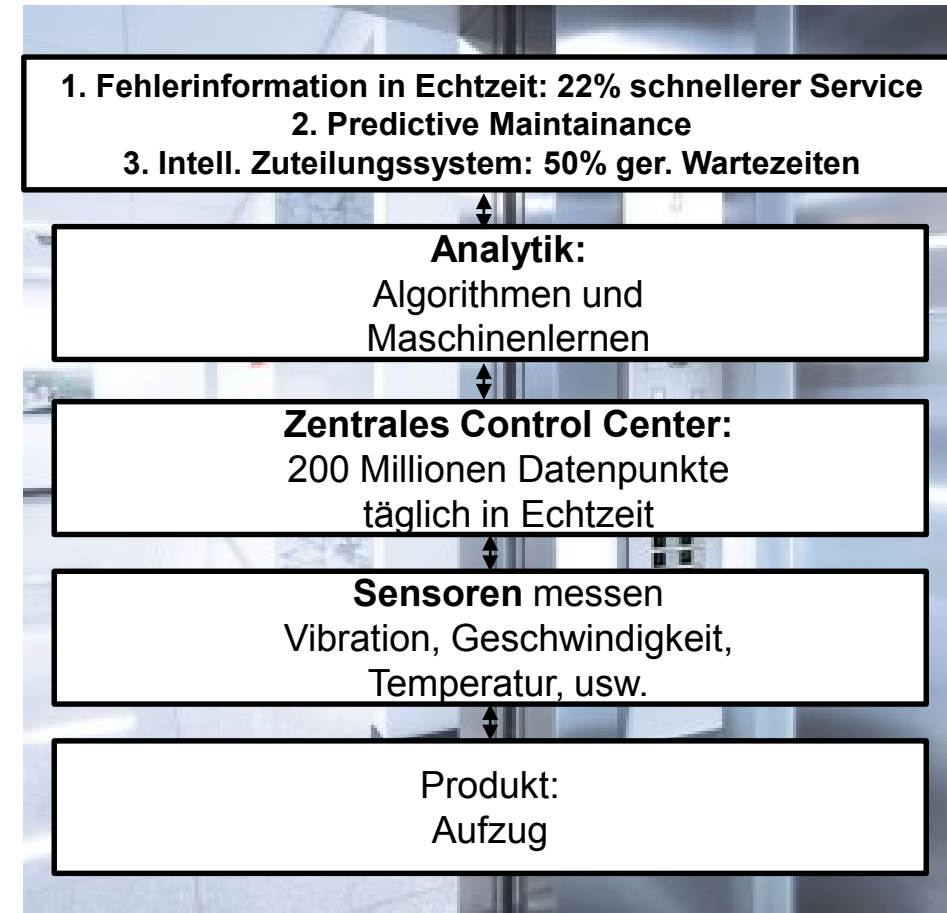 1. Fehlerinformation in Echtzeit: 22% schnellerer Service
2. Predictive Maintainance
3. Intell. Zuteilungssystem: 50% ger. Wartezeiten
Analytik:
Algorithmen und
Maschinenlernen
Zentrales Control Center:
200 Millionen Datenpunkte
täglich in Echtzeit
Sensoren messen
Vibration, Geschwindigkeit,
Temperatur, usw.
Produkt:
Aufzug